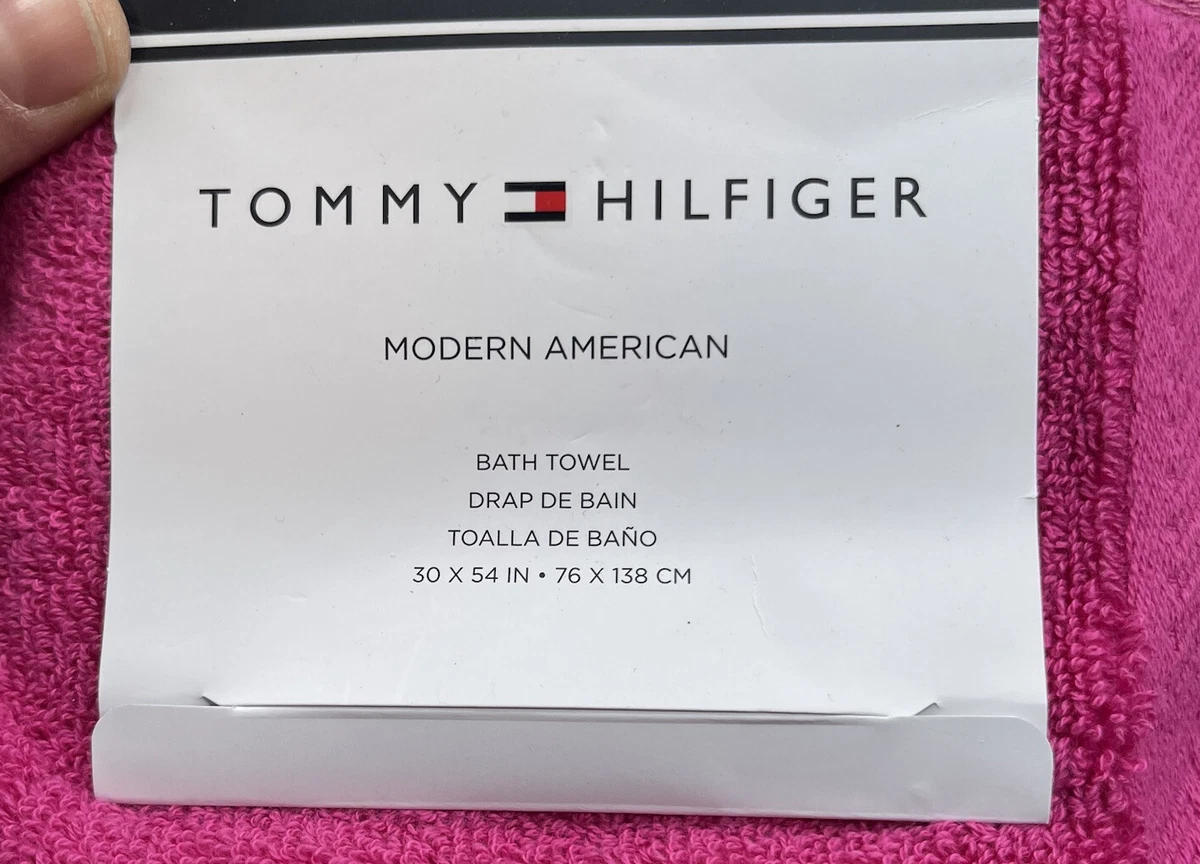 TOMMY HILFIGER
MODERN AMERICAN
BATH TOWEL
DRAP DE BAIN
TOALLA DE BAÑO
30 X 54 IN • 76 X 138 CM